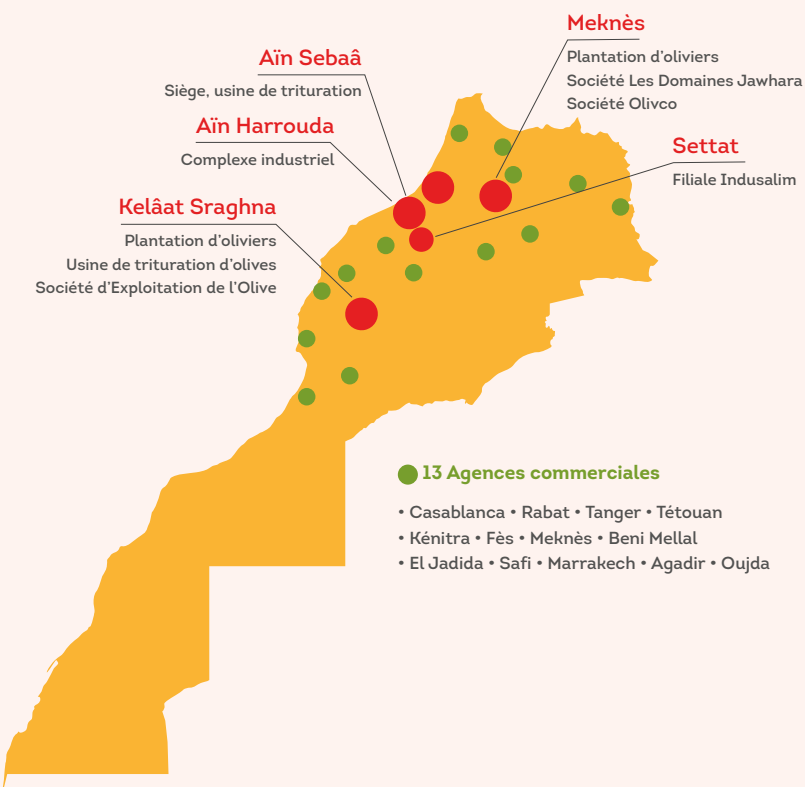 Meknès
Plantation d'oliviers
Société Les Domaines Jawhara
Société Olivco
Aïn Sebaâ
Siège, usine de trituration
Aïn Harrouda
Complexe industriel
Settat
Filiale Indusalim
Kelâat Sraghna
Plantation d'oliviers
Usine de trituration d'olives
Société d'Exploitation de l'Olive
13 Agences commerciales
• Casablanca • Rabat • Tanger • Tétouan
• Kénitra • Fès • Meknès • Beni Mellal
• El Jadida • Safi • Marrakech • Agadir • Oujda